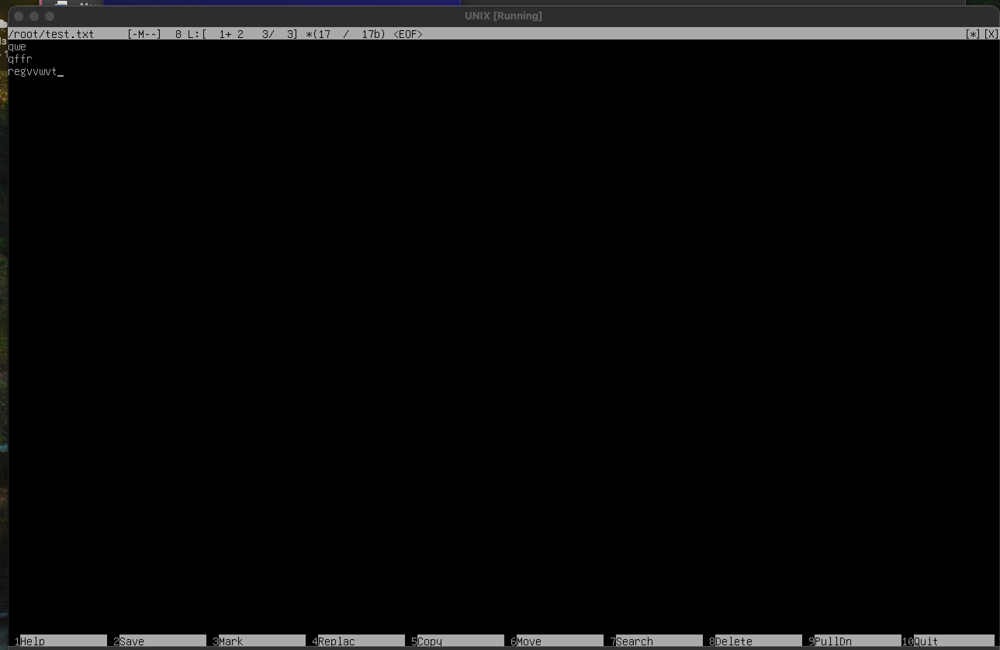 UNIX [Running]
/root/test.txt [-M--] 8 L:[ 1+ 2 3/ 3] *(17 / 17b) <EOF> [*][X]
qwe
qffr
regvvwvt_
1Help 2Save 3Mark 4Replac 5Copy 6Move 7Search 8Delete 9PullDn 10Quit